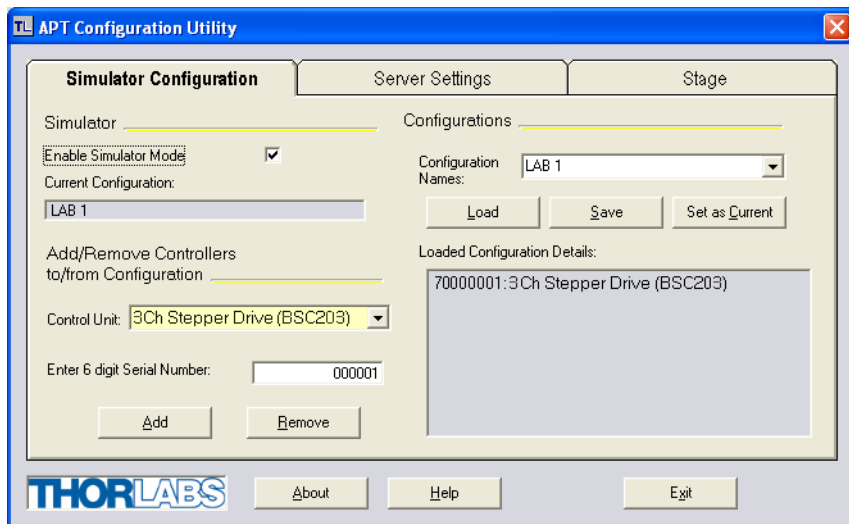 TL APT Configuration Utility
Simulator Configuration
Server Settings
Stage
Simulator
Enable Simulator Mode
Current Configuration:
LAB 1
Add/Remove Controllers
to/from Configuration
Control Unit: 3Ch Stepper Drive (BSC203)
Enter 6 digit Serial Number: 000001
Add
Remove
Configurations
Configuration
Names:
LAB 1
Load
Save
Set as Current
Loaded Configuration Details:
70000001:3Ch Stepper Drive (BSC203)
THORLABS
About
Help
Exit